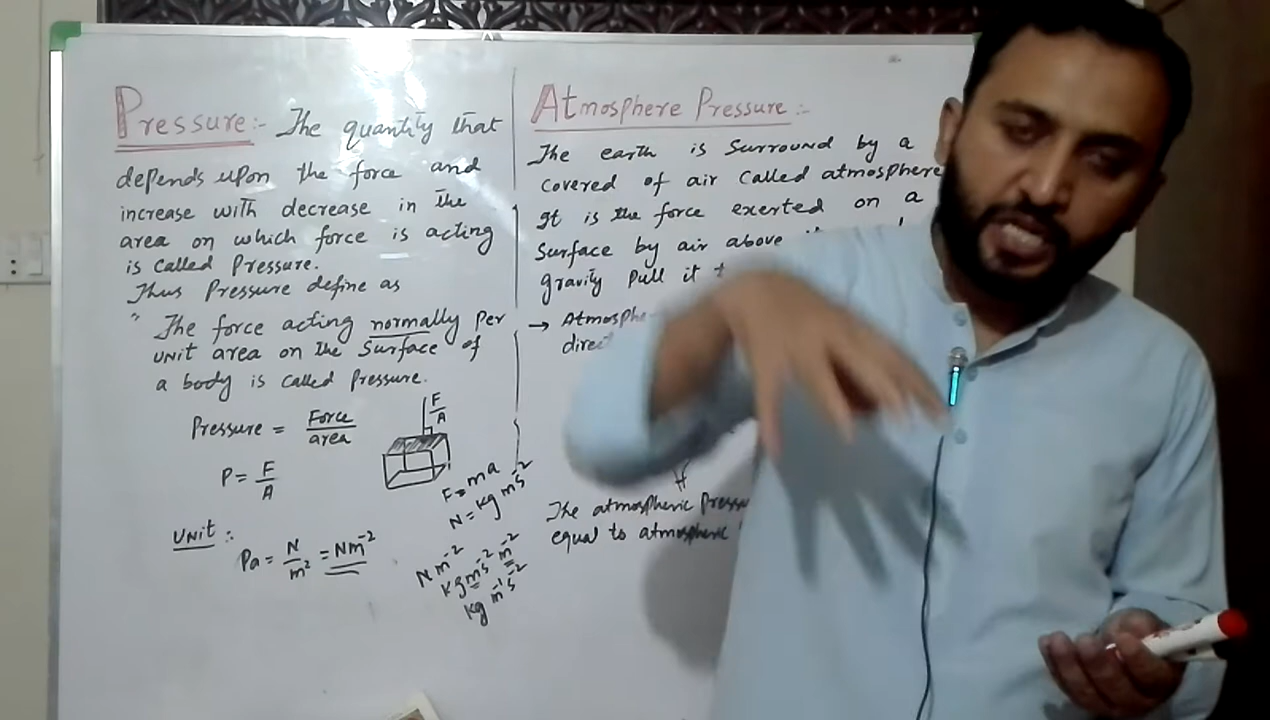 Pressure:- The quantity that
depends upon the force and
increase with decrease in the
area on which force is acting
is called Pressure.
Thus Pressure define as
" The force acting normally per
unit area on the surface of
a body is called Pressure.
Pressure = Force
area
F
A
P = F
A
F = ma
N = kg ms⁻²
Unit :
Pa = N
m² = Nm⁻²
Nm⁻²
kg ms⁻² m⁻²
kg m⁻¹s⁻²
Atmosphere Pressure:-
The earth is surround by a
covered of air called atmosphere
It is the force exerted on a
surface by air above
gravity pull it
→ Atmosphe
direc
The atmospheric pressu
equal to atmospheric